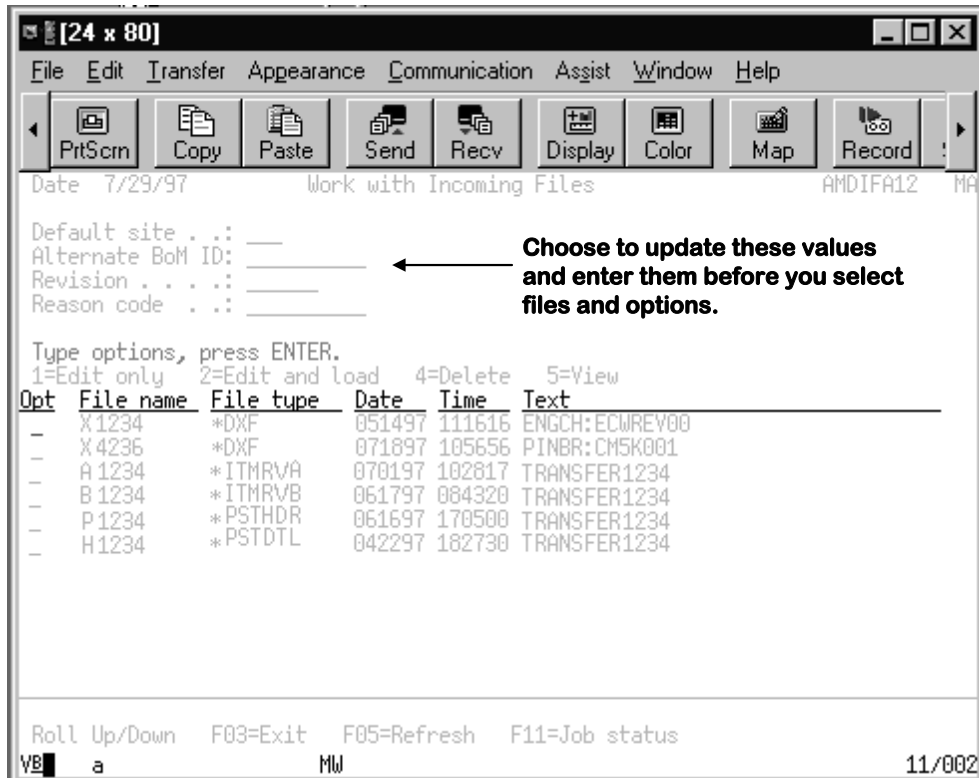 [24 x 80]
File Edit Transfer Appearance Communication Assist Window Help
PrtScrn Copy Paste Send Recv Display Color Map Record
Date 7/29/97 Work with Incoming Files AMDIFA12 MA
Default site . .: ___
Alternate BoM ID: __________
Revision . . . .: ______
Reason code . .: __________
Choose to update these values
and enter them before you select
files and options.
Type options, press ENTER.
1=Edit only 2=Edit and load 4=Delete 5=View
Opt File name File type Date Time Text
_ X1234 *DXF 051497 111616 ENGCH:ECWREV00
_ X4236 *DXF 071897 105656 PINBR:CM5K001
_ A1234 *ITMRVA 070197 102817 TRANSFER1234
_ B1234 *ITMRVB 061797 084320 TRANSFER1234
_ P1234 *PSTHDR 061697 170500 TRANSFER1234
_ H1234 *PSTDTL 042297 182730 TRANSFER1234
Roll Up/Down F03=Exit F05=Refresh F11=Job status
VB a MW 11/002